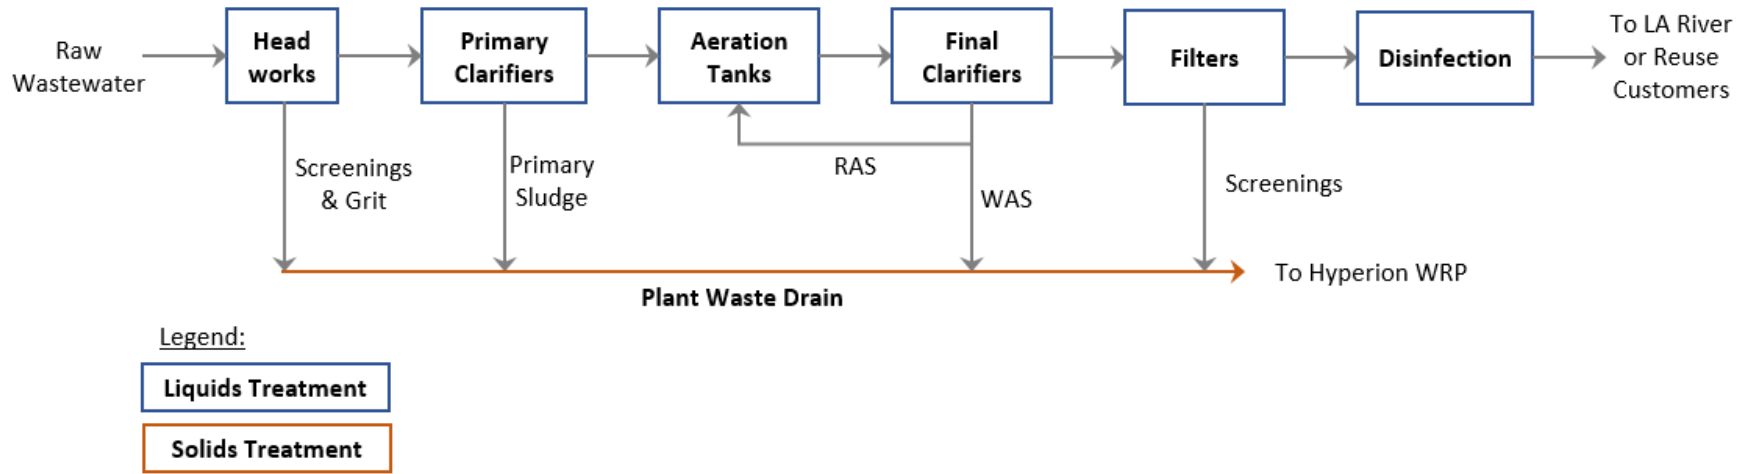 Raw
Wastewater
Head
works
Primary
Clarifiers
Aeration
Tanks
Final
Clarifiers
Filters
Disinfection
To LA River
or Reuse
Customers
Screenings
& Grit
Primary
Sludge
RAS
WAS
Screenings
To Hyperion WRP
Plant Waste Drain
Legend:
Liquids Treatment
Solids Treatment